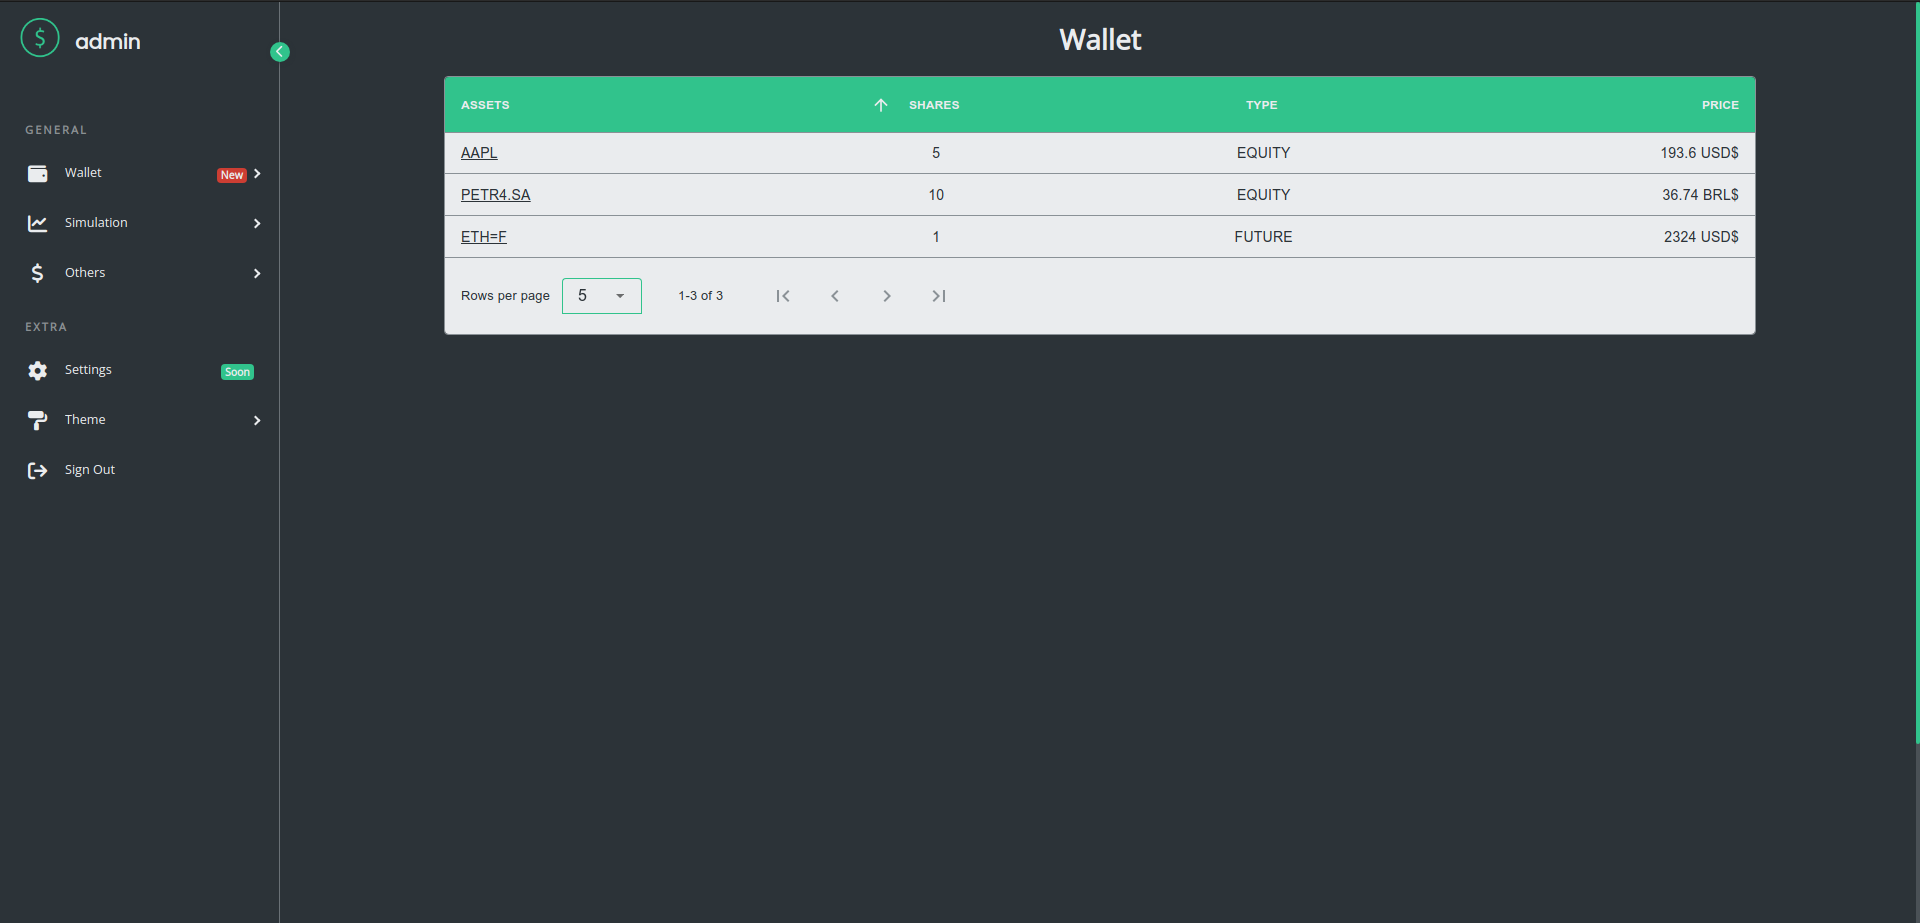 $ admin
Wallet
GENERAL
Wallet New
Simulation
Others
EXTRA
Settings Soon
Theme
Sign Out
ASSETS SHARES TYPE PRICE
AAPL 5 EQUITY 193.6 USD$
PETR4.SA 10 EQUITY 36.74 BRL$
ETH=F 1 FUTURE 2324 USD$
Rows per page 5 1-3 of 3